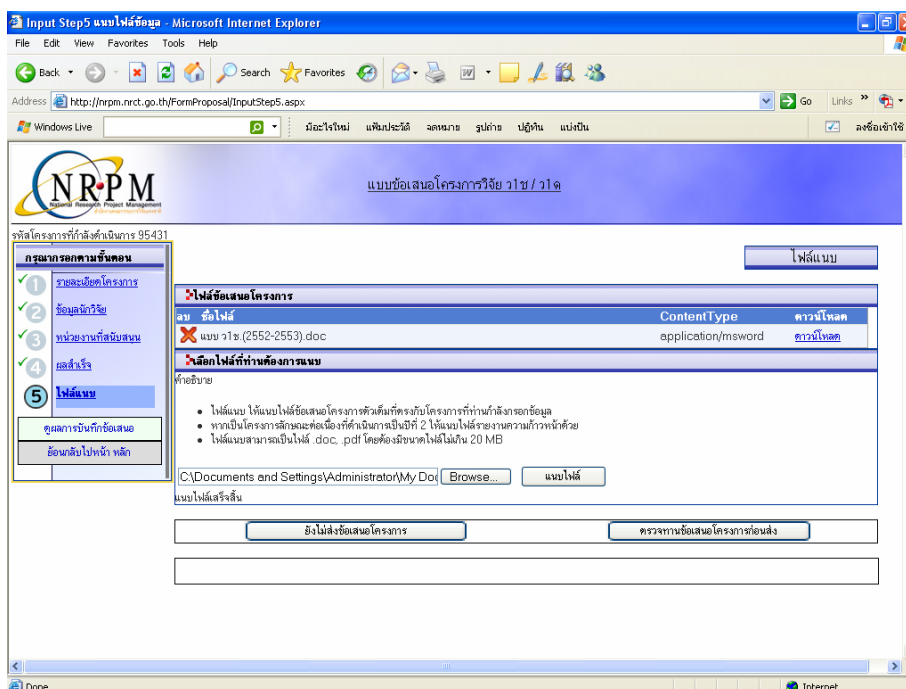 Input Step5 แนบไฟล์ข้อมูล - Microsoft Internet Explorer
File Edit View Favorites Tools Help
Back Search Favorites
Address http://nrpm.nrct.go.th/FormProposal/InputStep5.aspx Go Links
Windows Live มีอะไรใหม่ แฟ้มประวัติ จดหมาย รูปถ่าย ปฏิทิน แบ่งปัน ลงชื่อเข้าใช้
NRPM
National Research Project Management
แบบข้อเสนอโครงการวิจัย ว1ช / ว1ด
รหัสโครงการที่กำลังดำเนินการ 95431
กรุณากรอกตามขั้นตอน
1 รายละเอียดโครงการ
2 ข้อมูลนักวิจัย
3 หน่วยงานที่สนับสนุน
4 ผลสำเร็จ
5 ไฟล์แนบ
ดูผลการบันทึกข้อเสนอ
ย้อนกลับไปหน้า หลัก
ไฟล์แนบ
ไฟล์ข้อเสนอโครงการ
ลบ ชื่อไฟล์ ContentType ดาวน์โหลด
แบบ ว1ช.(2552-2553).doc application/msword ดาวน์โหลด
เลือกไฟล์ที่ท่านต้องการแนบ
คำอธิบาย
• ไฟล์แนบ ให้แนบไฟล์ข้อเสนอโครงการตัวเต็มที่ตรงกับโครงการที่ท่านกำลังกรอกข้อมูล
• หากเป็นโครงการลักษณะต่อเนื่องที่ดำเนินการเป็นปีที่ 2 ให้แนบไฟล์รายงานความก้าวหน้าด้วย
• ไฟล์แนบสามารถเป็นไฟล์ .doc, .pdf โดยต้องมีขนาดไฟล์ไม่เกิน 20 MB
C:\Documents and Settings\Administrator\My Doc Browse... แนบไฟล์
แนบไฟล์เสร็จสิ้น
ยังไม่ส่งข้อเสนอโครงการ ตรวจทานข้อเสนอโครงการก่อนส่ง
Done Internet